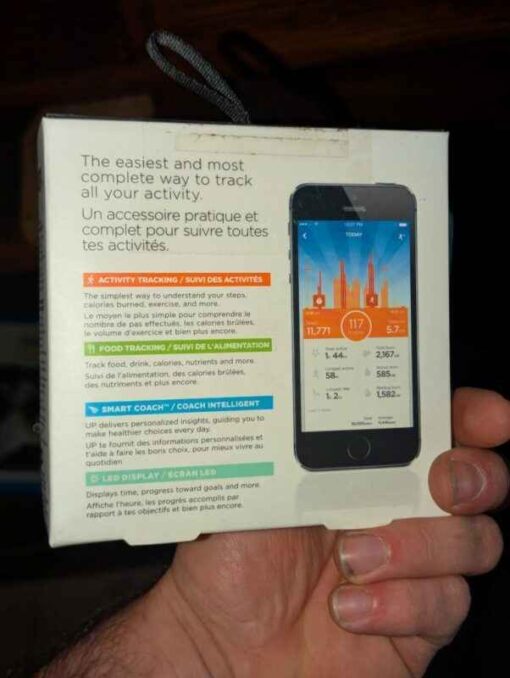 The easiest and most
complete way to track
all your activity.
Un accessoire pratique et
complet pour suivre toutes
tes activités.
ACTIVITY TRACKING / SUIVI DES ACTIVITÉS
The simplest way to understand your steps,
calories burned, exercise, and more.
Le moyen le plus simple pour comprendre le
nombre de pas effectués, les calories brûlées,
le volume d'exercice et bien plus encore.
FOOD TRACKING / SUIVI DE L'ALIMENTATION
Track food, drink, calories, nutrients and more.
Suivi de l'alimentation, des calories brûlées,
des nutriments et plus encore.
SMART COACH™ / COACH INTELLIGENT
UP delivers personalized insights, guiding you to
make healthier choices every day.
UP te fournit des informations personnalisées et
t'aide à faire les bons choix, pour mieux vivre au
quotidien
LED DISPLAY / ÉCRAN LED
Displays time, progress toward goals and more.
Affiche l'heure, les progrès accomplis par
rapport à tes objectifs et bien plus encore.
TODAY
11,771
117
5.7
1. 44
2,167
58
585
1. 2
1,582